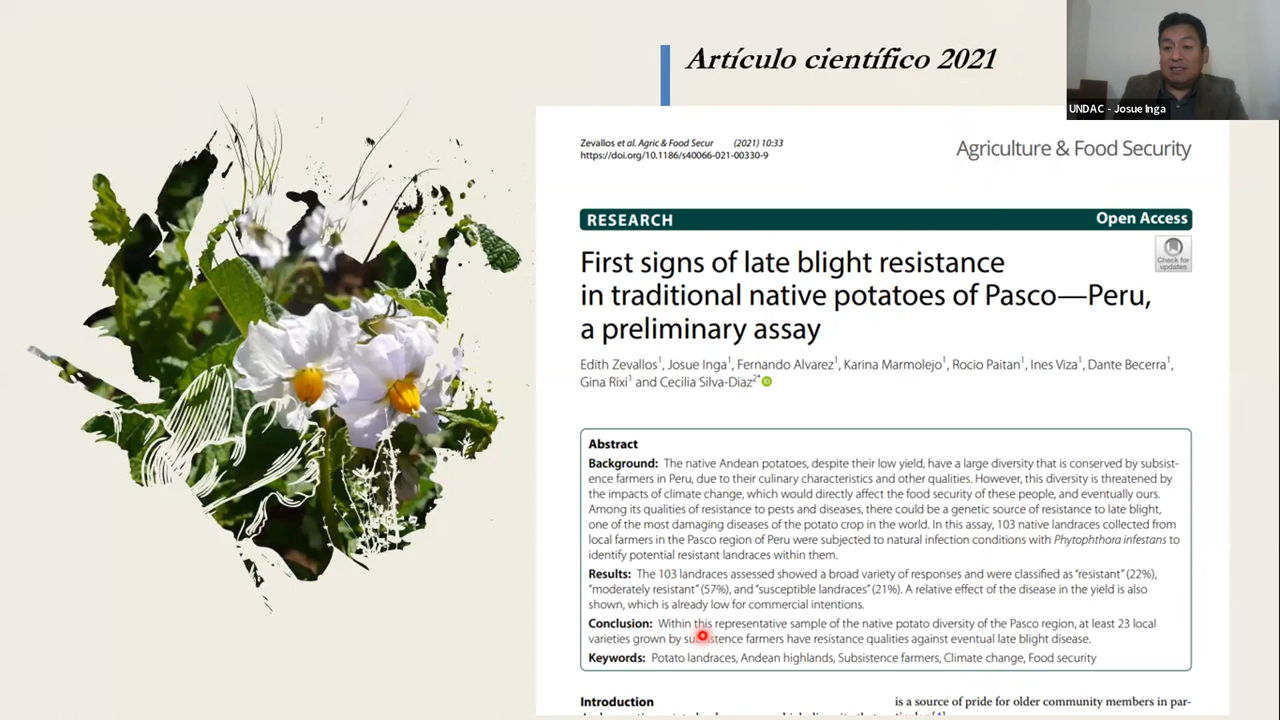 Artículo científico 2021
UNDAC - Josue Inga
Zevallos et al. Agric & Food Secur (2021) 10:33
https://doi.org/10.1186/s40066-021-00330-9
Agriculture & Food Security
RESEARCH
Open Access
Check for
updates
First signs of late blight resistance
in traditional native potatoes of Pasco—Peru,
a preliminary assay
Edith Zevallos1, Josue Inga1, Fernando Alvarez1, Karina Marmolejo1, Rocio Paitan1, Ines Viza1, Dante Becerra1,
Gina Rixi1 and Cecilia Silva-Diaz2*
Abstract
Background: The native Andean potatoes, despite their low yield, have a large diversity that is conserved by subsist-
ence farmers in Peru, due to their culinary characteristics and other qualities. However, this diversity is threatened by
the impacts of climate change, which would directly affect the food security of these people, and eventually ours.
Among its qualities of resistance to pests and diseases, there could be a genetic source of resistance to late blight,
one of the most damaging diseases of the potato crop in the world. In this assay, 103 native landraces collected from
local farmers in the Pasco region of Peru were subjected to natural infection conditions with Phytophthora infestans to
identify potential resistant landraces within them.
Results: The 103 landraces assessed showed a broad variety of responses and were classified as “resistant” (22%),
“moderately resistant” (57%), and “susceptible landraces” (21%). A relative effect of the disease in the yield is also
shown, which is already low for commercial intentions.
Conclusion: Within this representative sample of the native potato diversity of the Pasco region, at least 23 local
varieties grown by subsistence farmers have resistance qualities against eventual late blight disease.
Keywords: Potato landraces, Andean highlands, Subsistence farmers, Climate change, Food security
Introduction
is a source of pride for older community members in par-